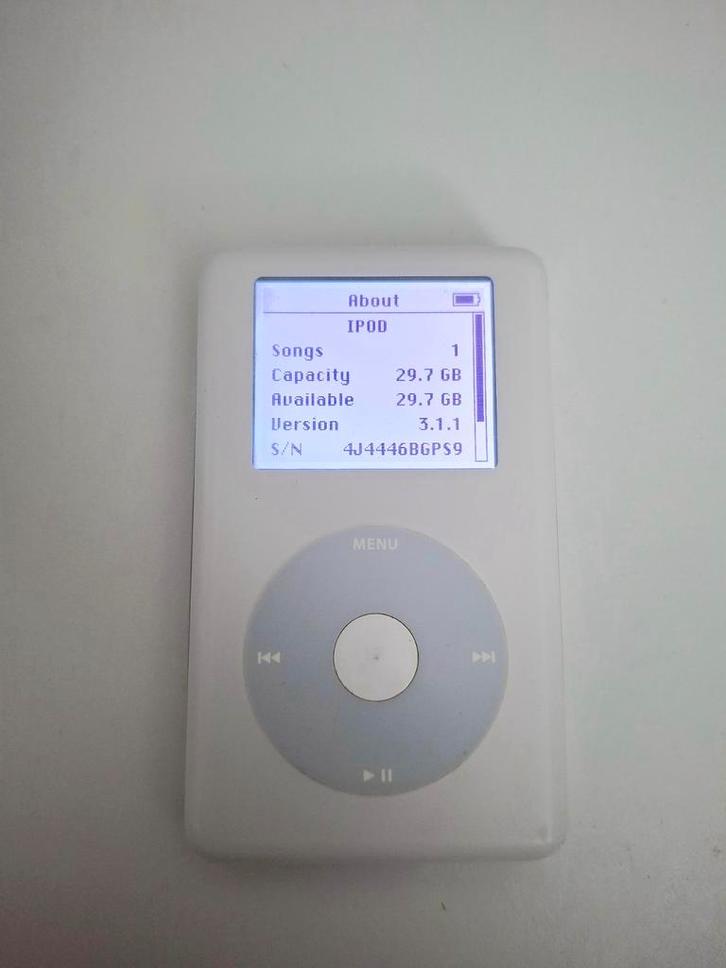 About
IPOD
Songs 1
Capacity 29.7 GB
Available 29.7 GB
Version 3.1.1
S/N 4J4446BGPS9
MENU